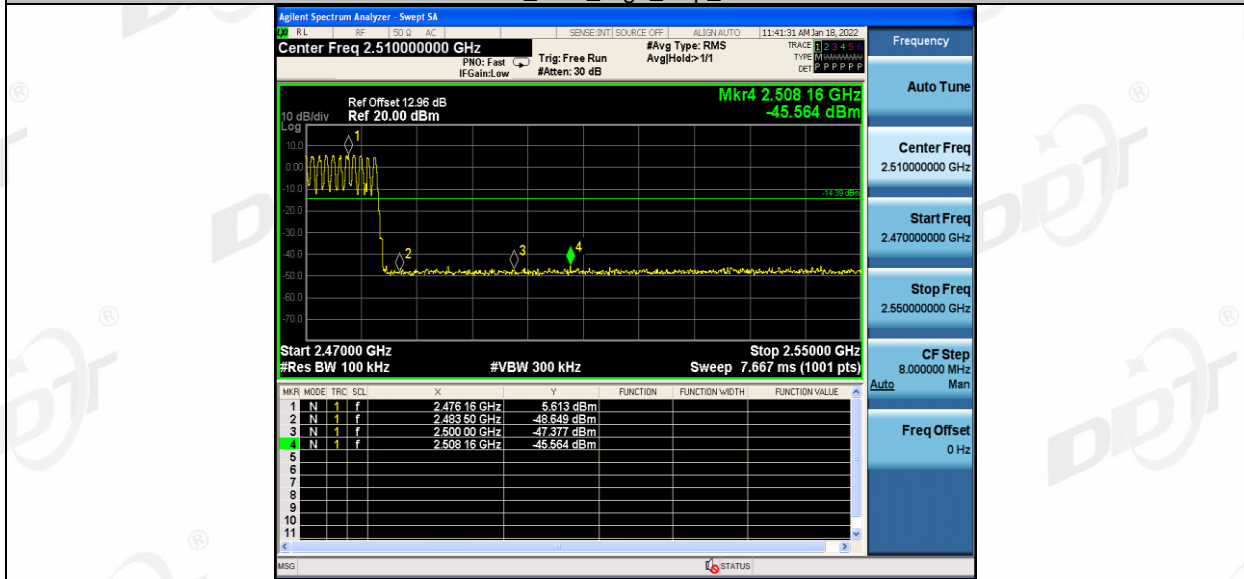 Agilent Spectrum Analyzer - Swept SA
RL RF 50 Ω AC SENSE:INT SOURCE OFF ALIGN AUTO 11:41:31 AM Jan 18, 2022
Center Freq 2.510000000 GHz
PNO: Fast
IFGain:Low
Trig: Free Run
#Atten: 30 dB
#Avg Type: RMS
Avg|Hold:>1/1
TRACE 1 2 3 4 5 6
TYPE M
DET P P P P P P
Ref Offset 12.96 dB
Ref 20.00 dBm
10 dB/div
Log
Mkr4 2.508 16 GHz
-45.564 dBm
10.0
0.00
-10.0
-20.0
-30.0
-40.0
-50.0
-60.0
-70.0
1
2
3
4
-14.39 dBm
Start 2.47000 GHz
#Res BW 100 kHz
#VBW 300 kHz
Stop 2.55000 GHz
Sweep 7.667 ms (1001 pts)
MKR MODE TRC SCL X Y FUNCTION FUNCTION WIDTH FUNCTION VALUE
1 N 1 f 2.476 16 GHz 5.613 dBm
2 N 1 f 2.483 50 GHz -48.649 dBm
3 N 1 f 2.500 00 GHz -47.377 dBm
4 N 1 f 2.508 16 GHz -45.564 dBm
5
6
7
8
9
10
11
MSG
STATUS
Frequency
Auto Tune
Center Freq
2.510000000 GHz
Start Freq
2.470000000 GHz
Stop Freq
2.550000000 GHz
CF Step
8.000000 MHz
Auto Man
Freq Offset
0 Hz
DDT
®